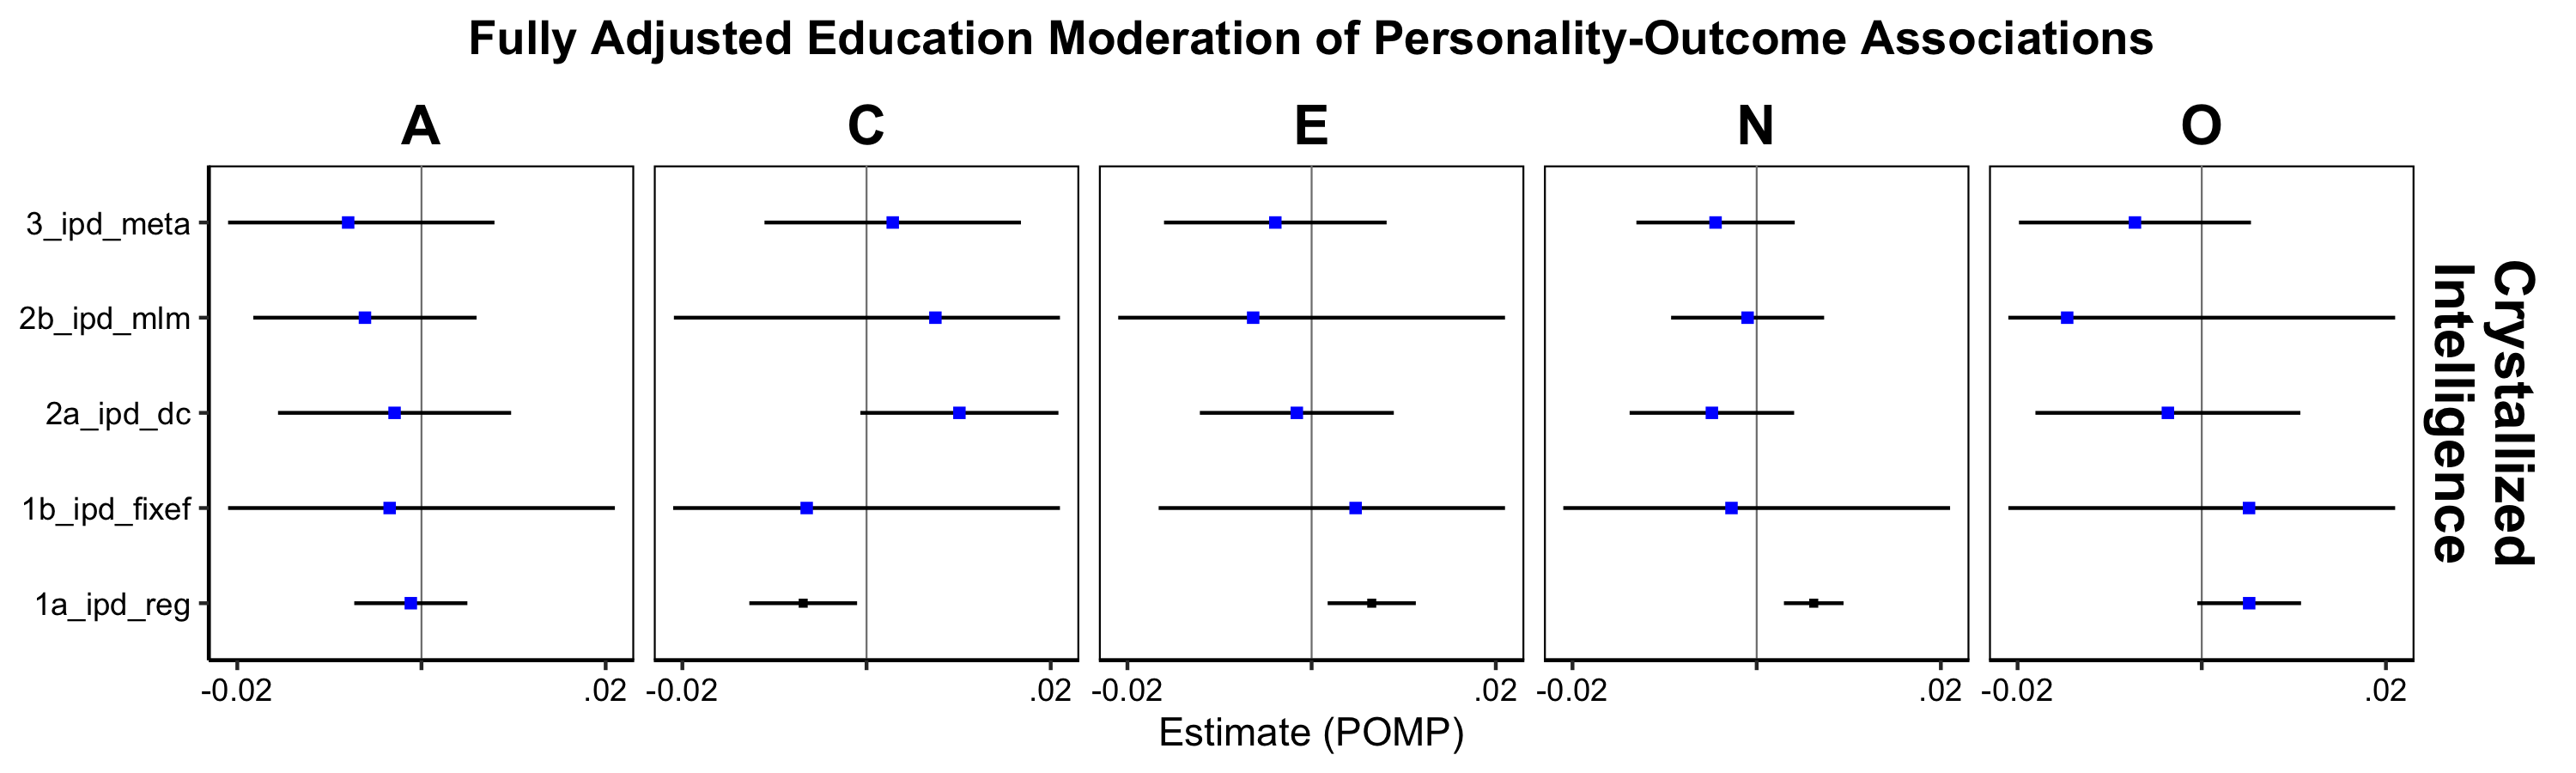 Fully Adjusted Education Moderation of Personality-Outcome Associations
A C E N O
3_ipd_meta
2b_ipd_mlm
2a_ipd_dc
1b_ipd_fixef
1a_ipd_reg
-0.02 .02 -0.02 .02 -0.02 .02 -0.02 .02 -0.02 .02
Estimate (POMP)
Crystallized
Intelligence